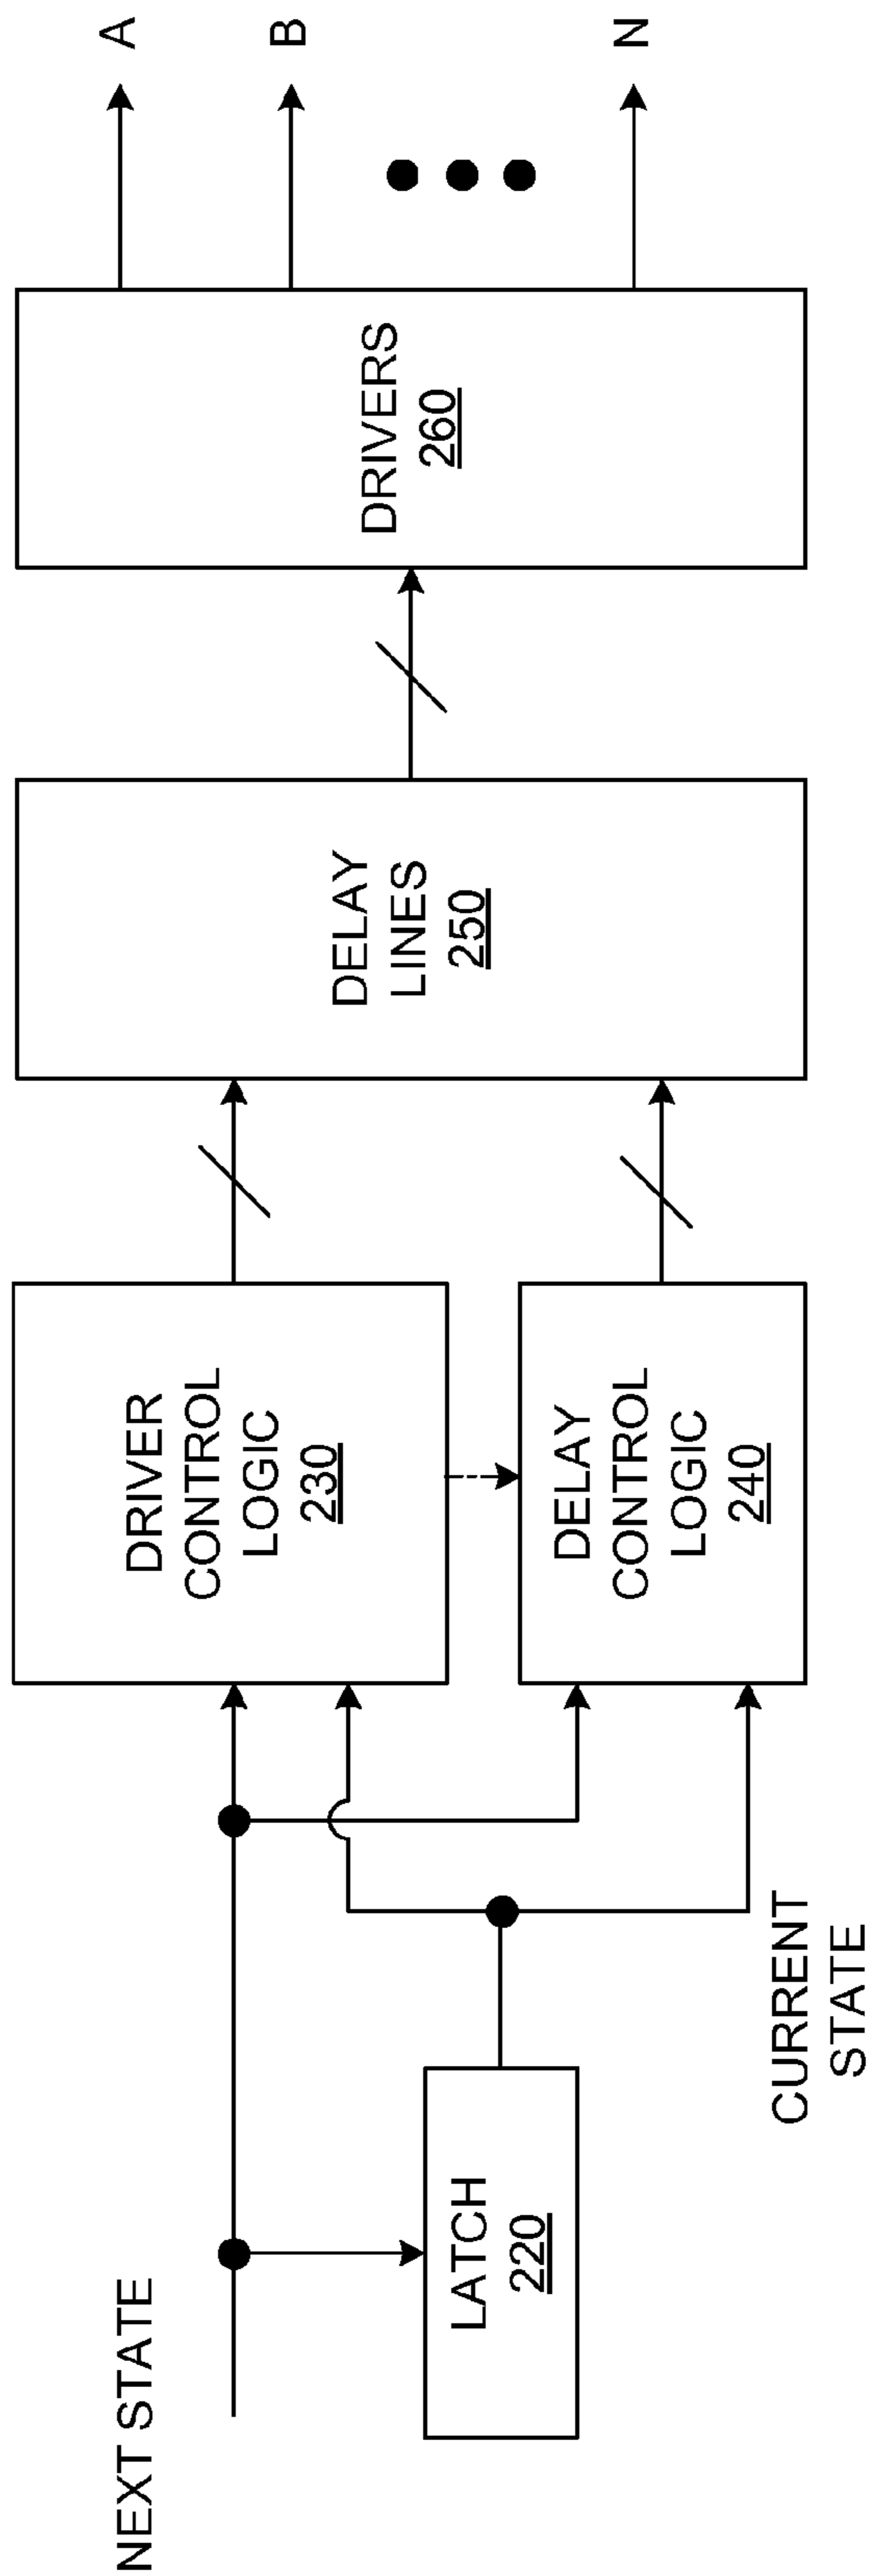 NEXT STATE
LATCH
220
CURRENT
STATE
DRIVER
CONTROL
LOGIC
230
DELAY
CONTROL
LOGIC
240
DELAY
LINES
250
DRIVERS
260
A
B
N